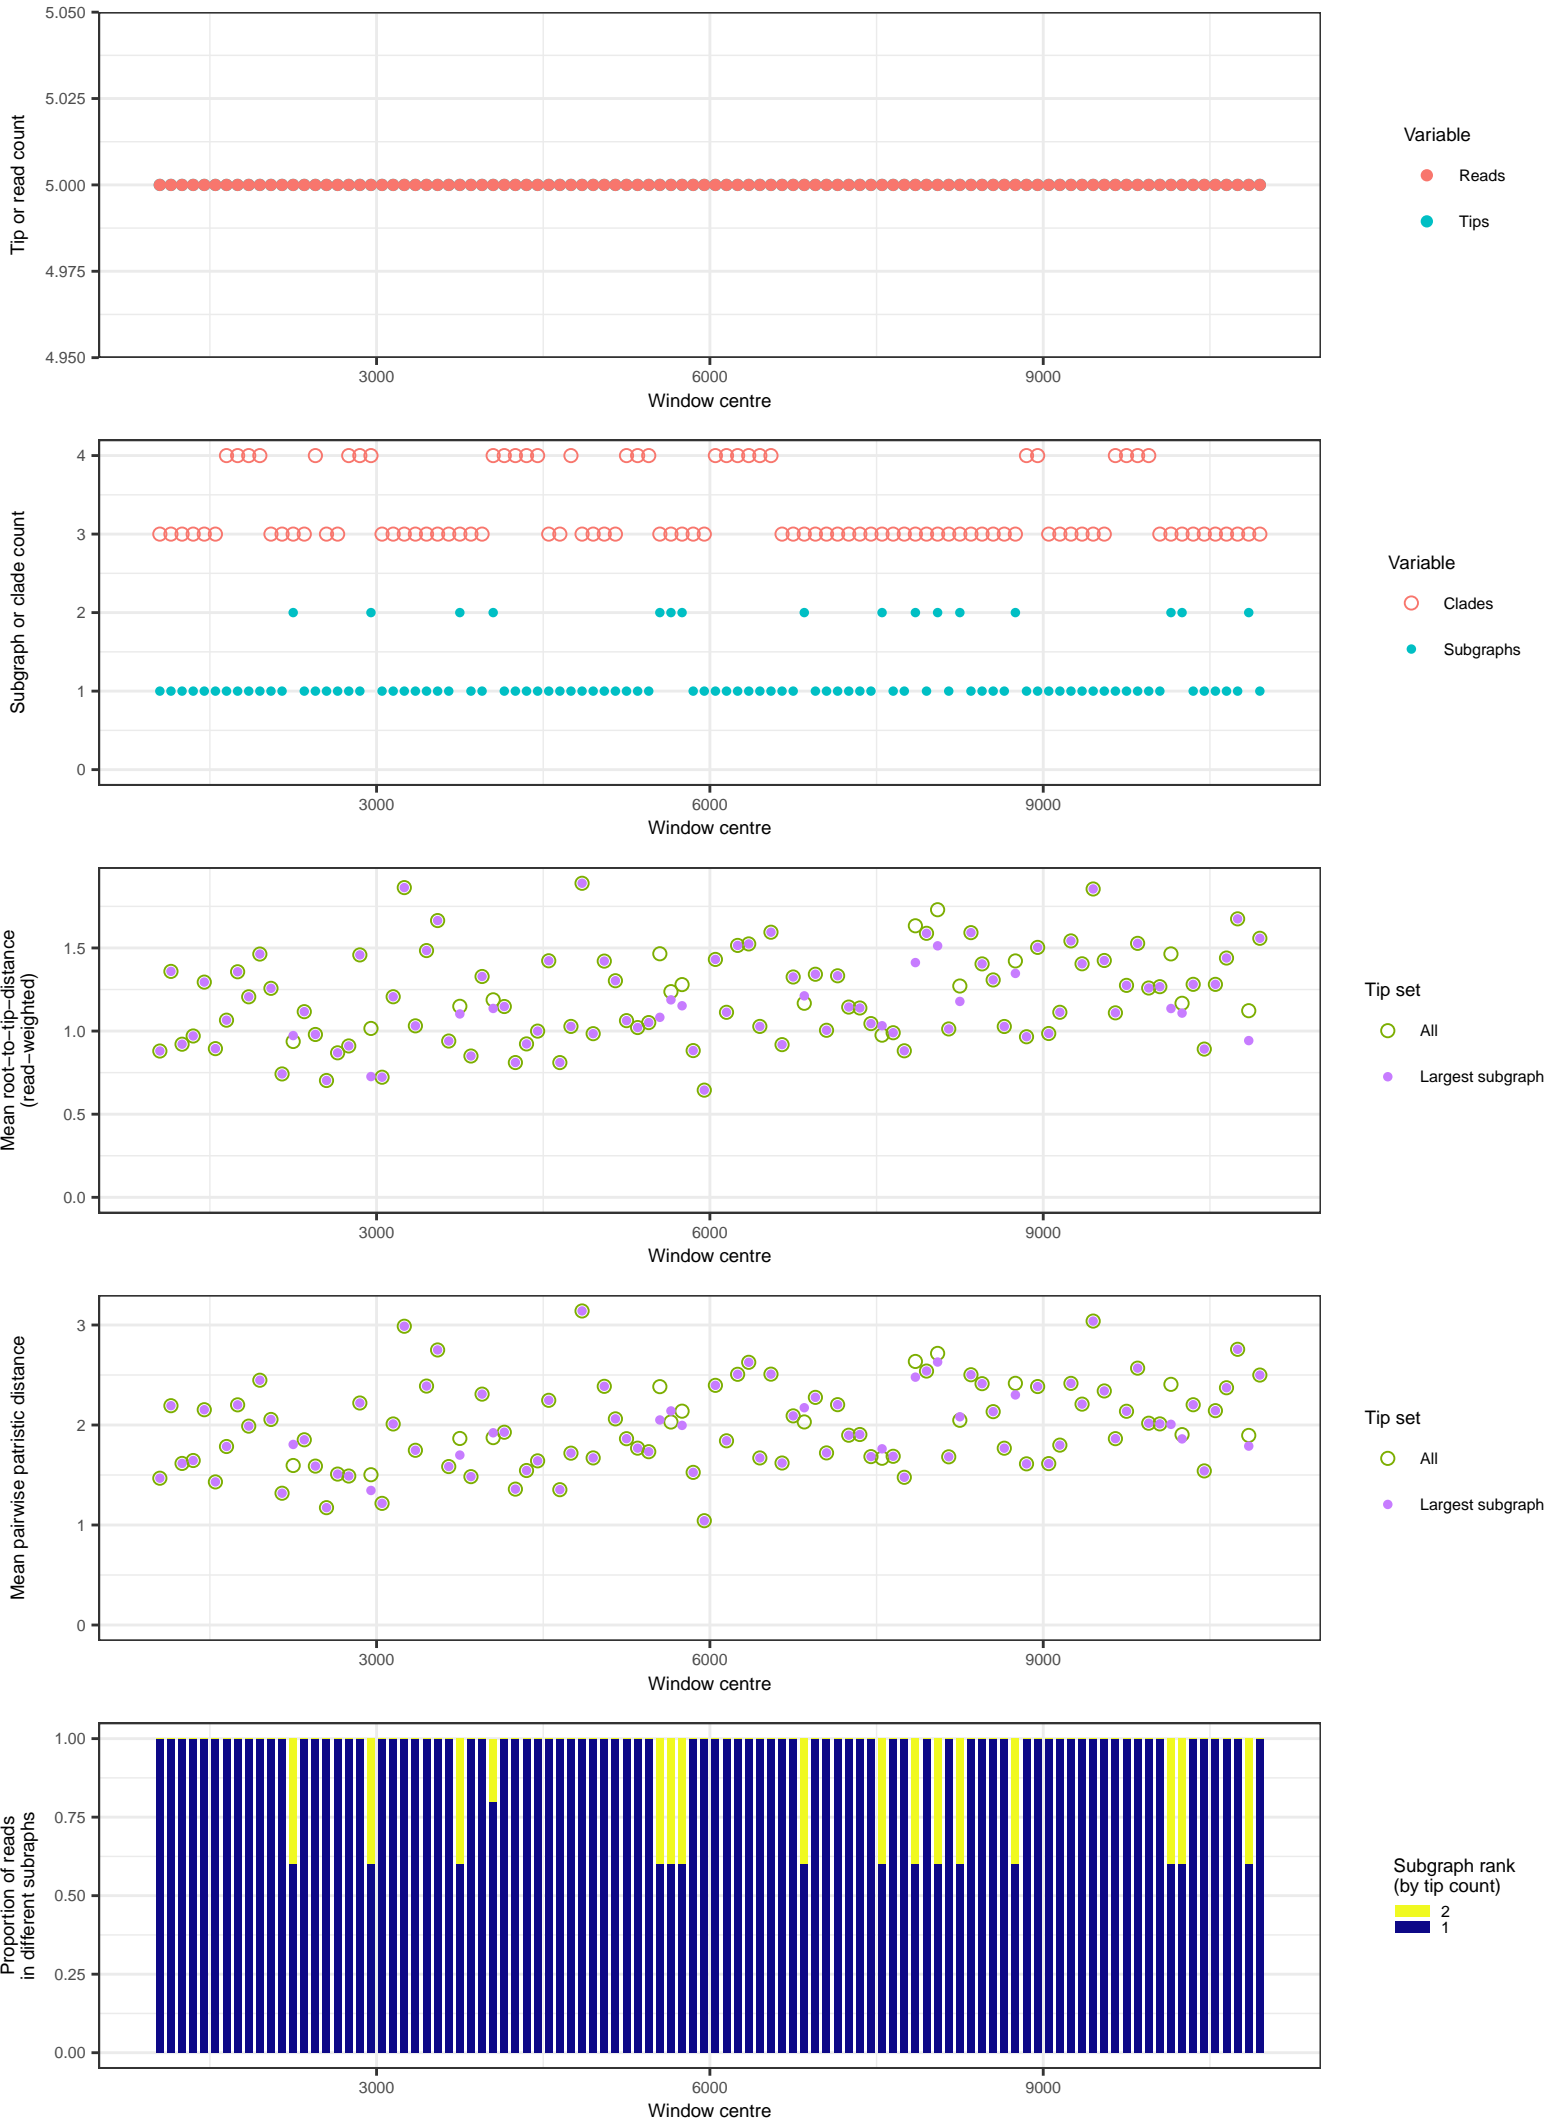 5.050
5.025
5.000
4.975
4.950
Tip or read count
3000 6000 9000
Window centre
Variable
Reads
Tips
4
3
2
1
0
Subgraph or clade count
3000 6000 9000
Window centre
Variable
Clades
Subgraphs
1.5
1.0
0.5
0.0
Mean root−to−tip−distance
(read−weighted)
3000 6000 9000
Window centre
Tip set
All
Largest subgraph
3
2
1
0
Mean pairwise patristic distance
3000 6000 9000
Window centre
Tip set
All
Largest subgraph
1.00
0.75
0.50
0.25
0.00
Proportion of reads
in different subraphs
3000 6000 9000
Window centre
Subgraph rank
(by tip count)
2
1